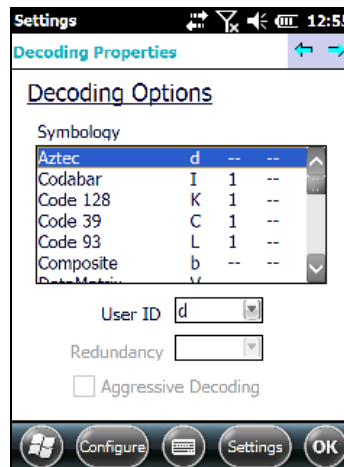 Settings 12:55
Decoding Properties
Decoding Options
Symbology
Aztec d -- --
Codabar I 1 --
Code 128 K 1 --
Code 39 C 1 --
Code 93 L 1 --
Composite b -- --
DataMatrix V
User ID d
Redundancy
Aggressive Decoding
Configure Settings OK